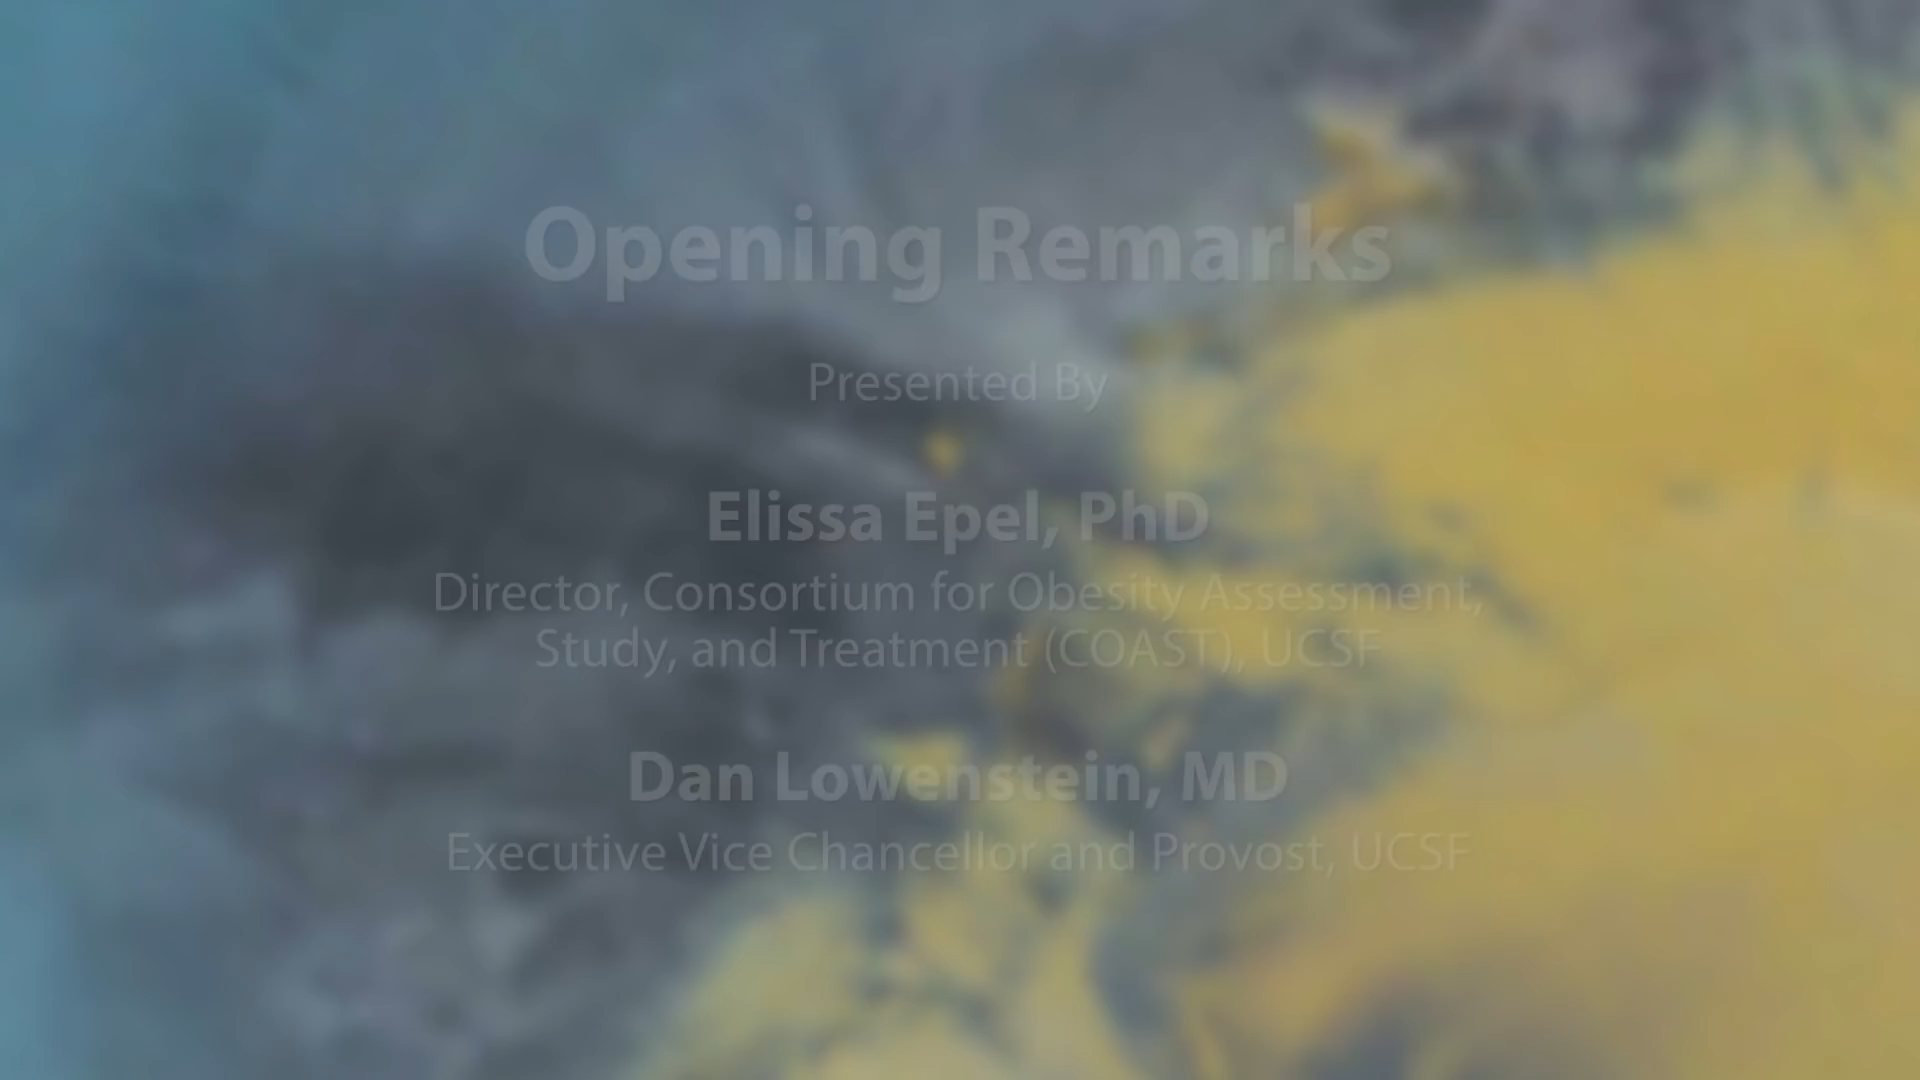 Opening Remarks
Presented By
Elissa Epel, PhD
Director, Consortium for Obesity Assessment,
Study, and Treatment (COAST), UCSF
Dan Lowenstein, MD
Executive Vice Chancellor and Provost, UCSF